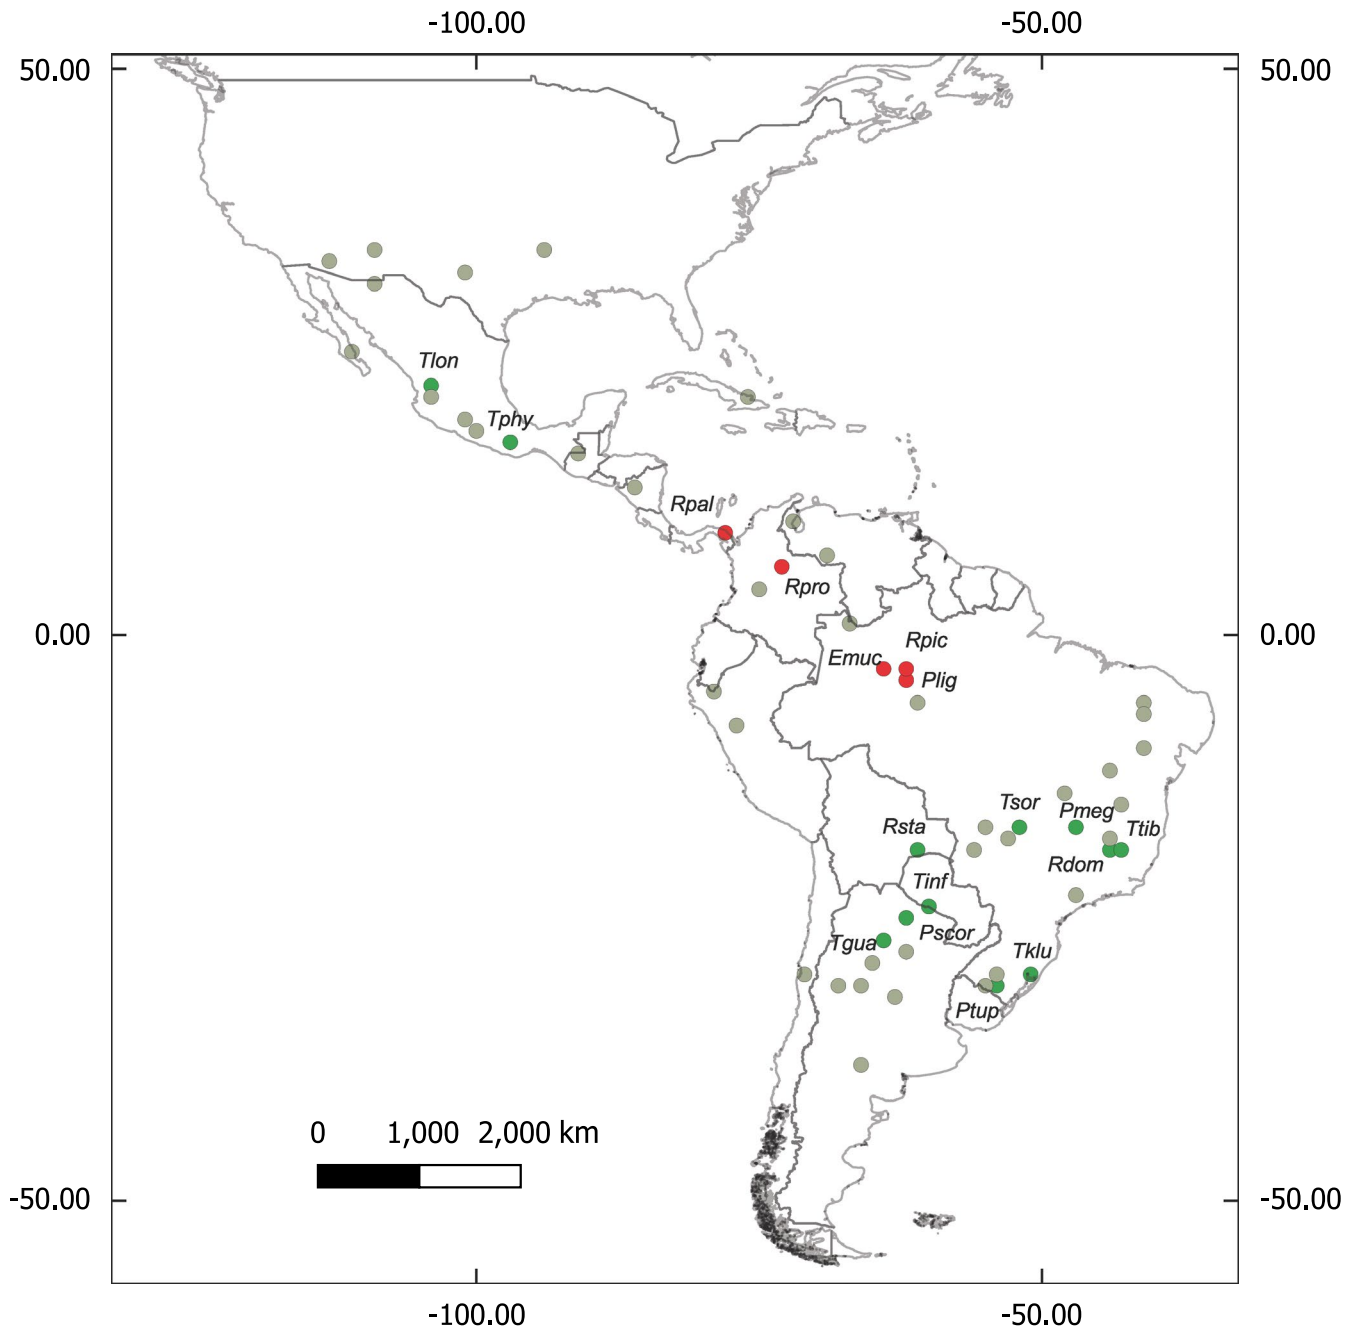 -100.00 -50.00
50.00 50.00
Tlon
Tphy
Rpal
Rpro
0.00 0.00
Rpic
Emuc
Plig
Tsor
Pmeg
Rsta
Ttib
Rdom
Tinf
Pscor
Tgua
Tklu
Ptup
0 1,000 2,000 km
-50.00 -50.00
-100.00 -50.00